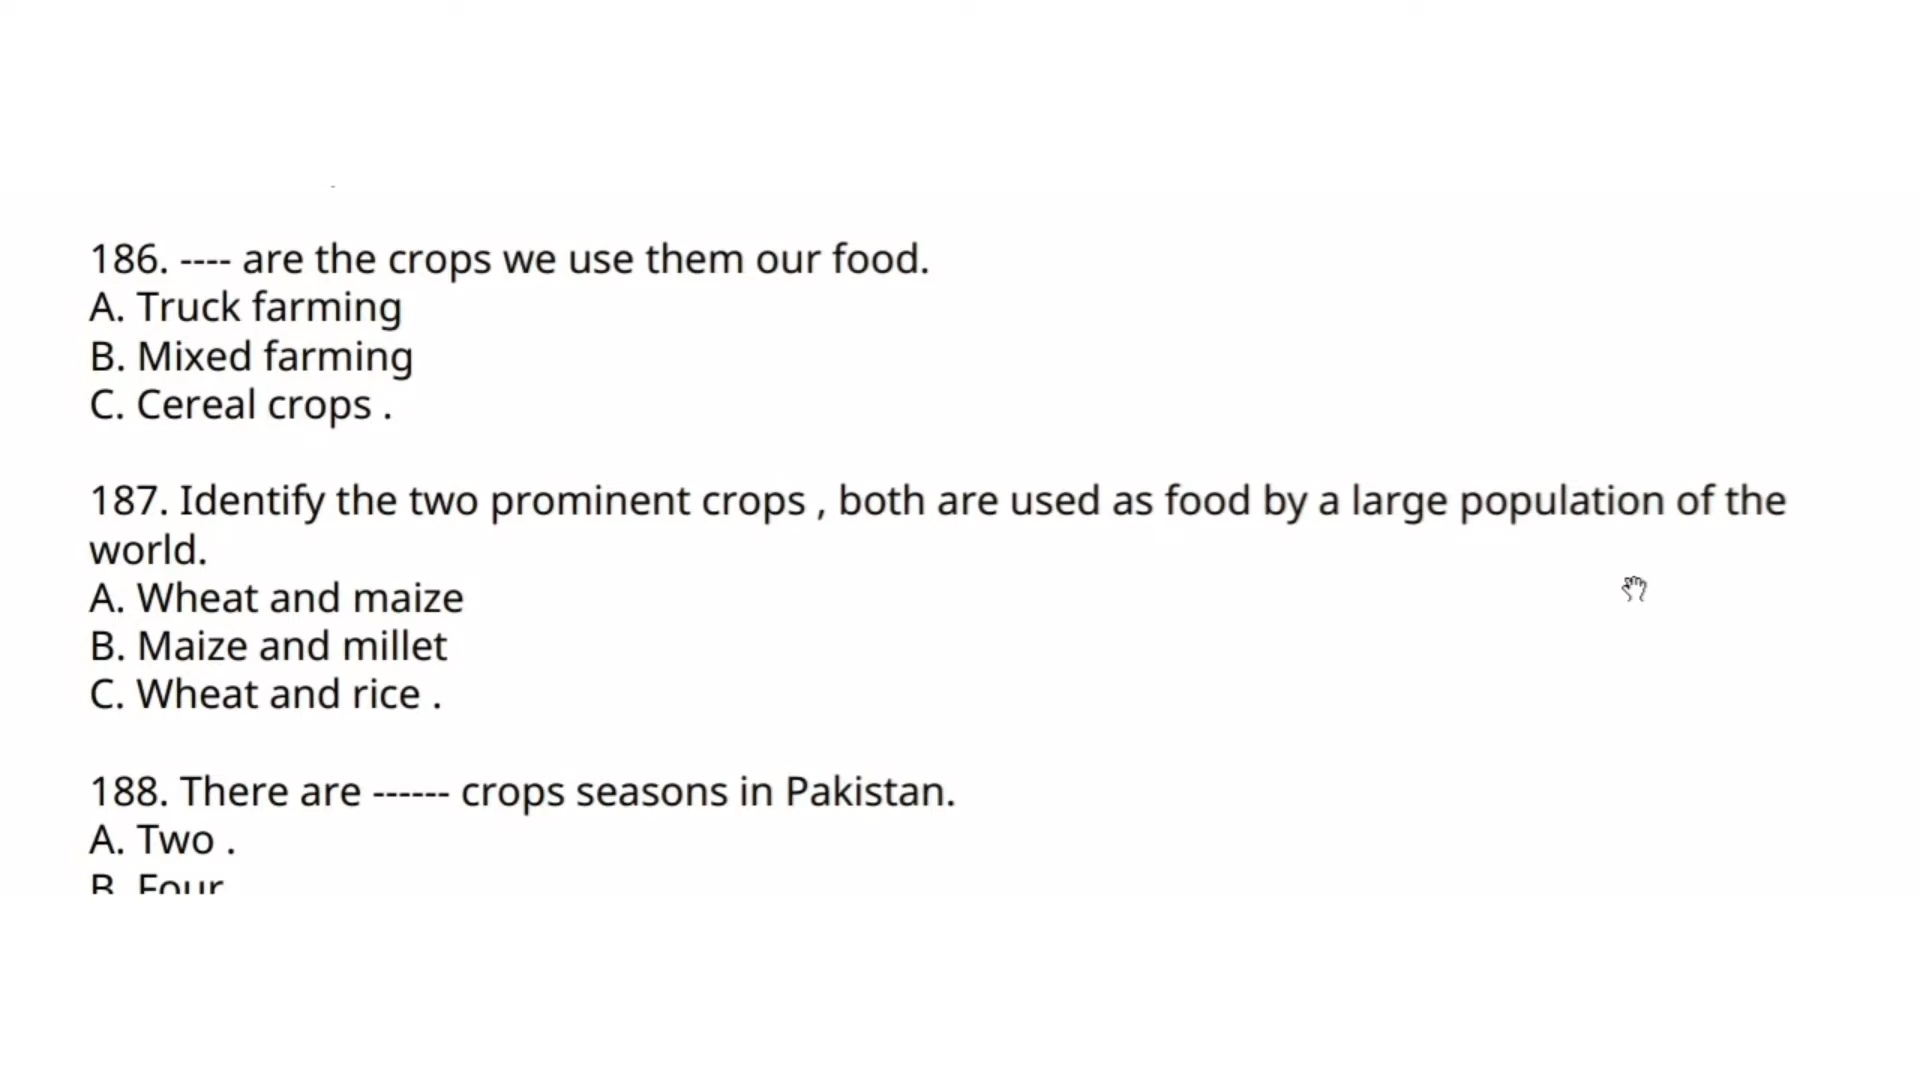 186. ---- are the crops we use them our food.
A. Truck farming
B. Mixed farming
C. Cereal crops .
187. Identify the two prominent crops , both are used as food by a large population of the
world.
A. Wheat and maize
B. Maize and millet
C. Wheat and rice .
188. There are ------ crops seasons in Pakistan.
A. Two .
B. Four